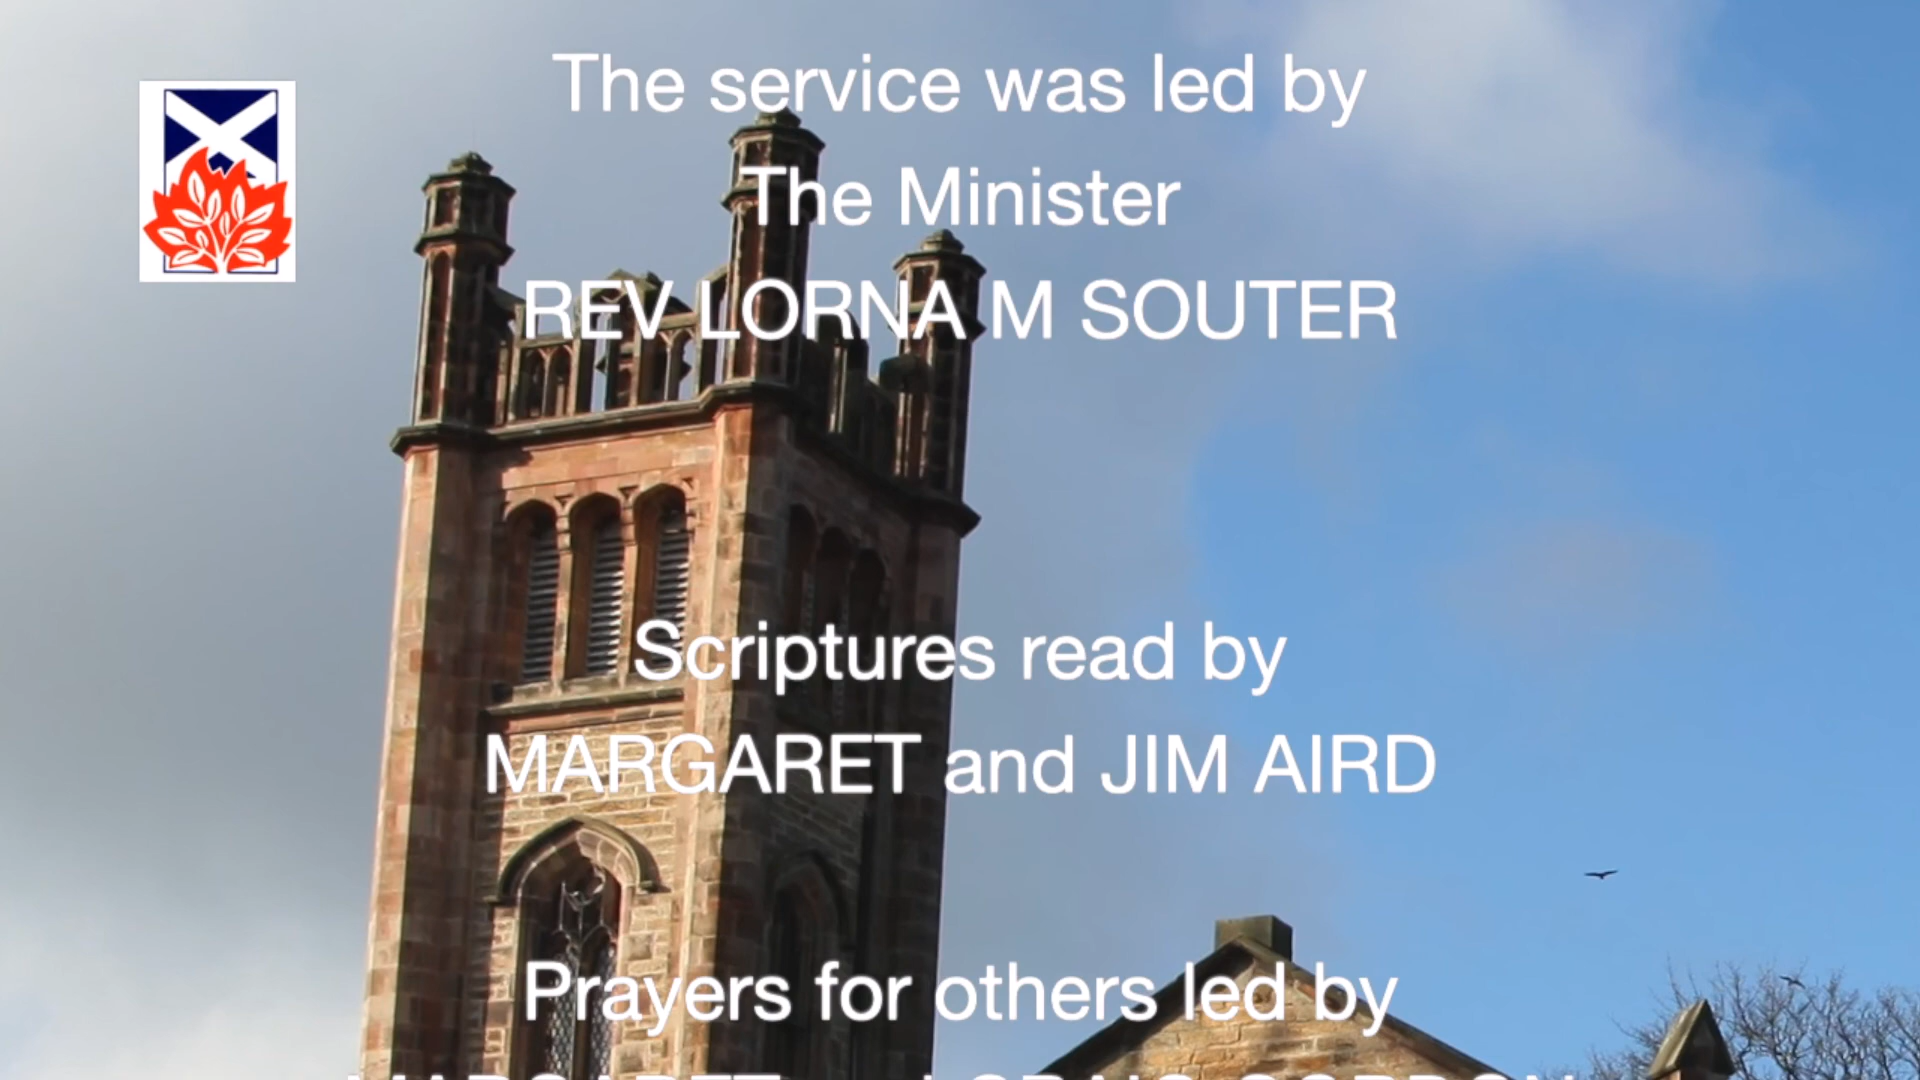 The service was led by
The Minister
REV LORNA M SOUTER
Scriptures read by
MARGARET and JIM AIRD
Prayers for others led by